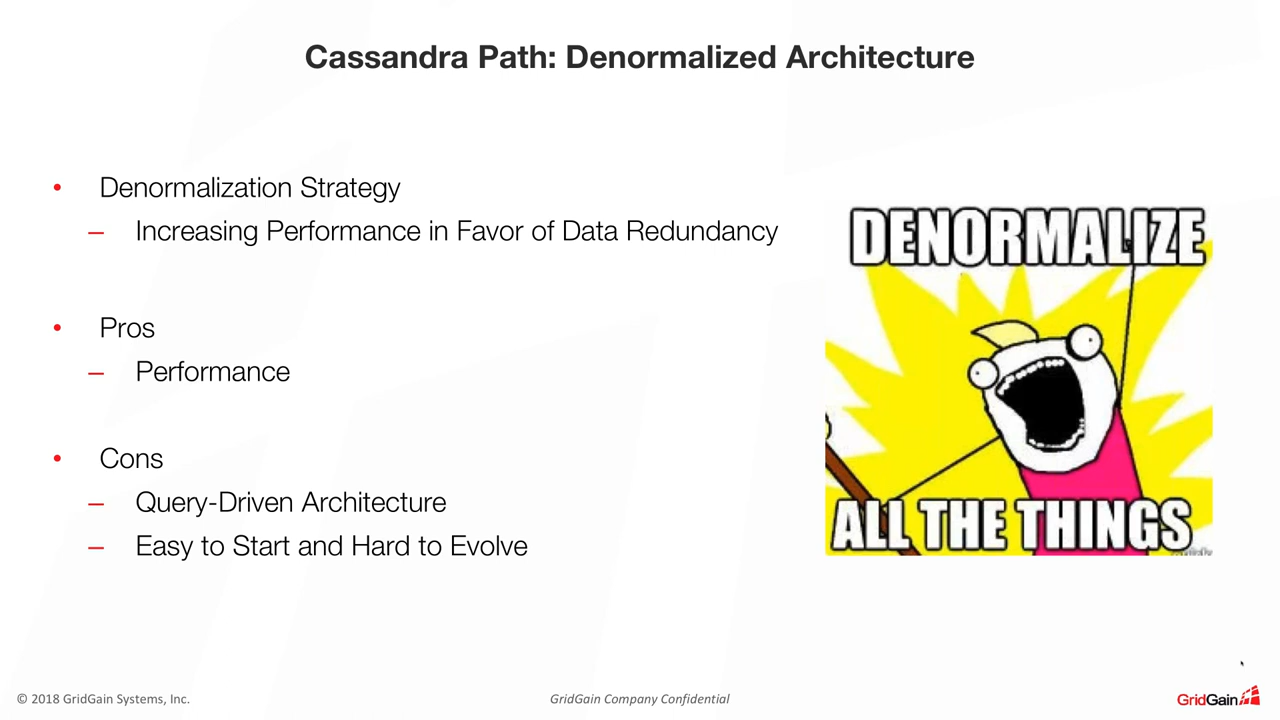 Cassandra Path: Denormalized Architecture
• Denormalization Strategy
– Increasing Performance in Favor of Data Redundancy
• Pros
– Performance
• Cons
– Query-Driven Architecture
– Easy to Start and Hard to Evolve
DENORMALIZE
ALL THE THINGS
© 2018 GridGain Systems, Inc.
GridGain Company Confidential
GridGain